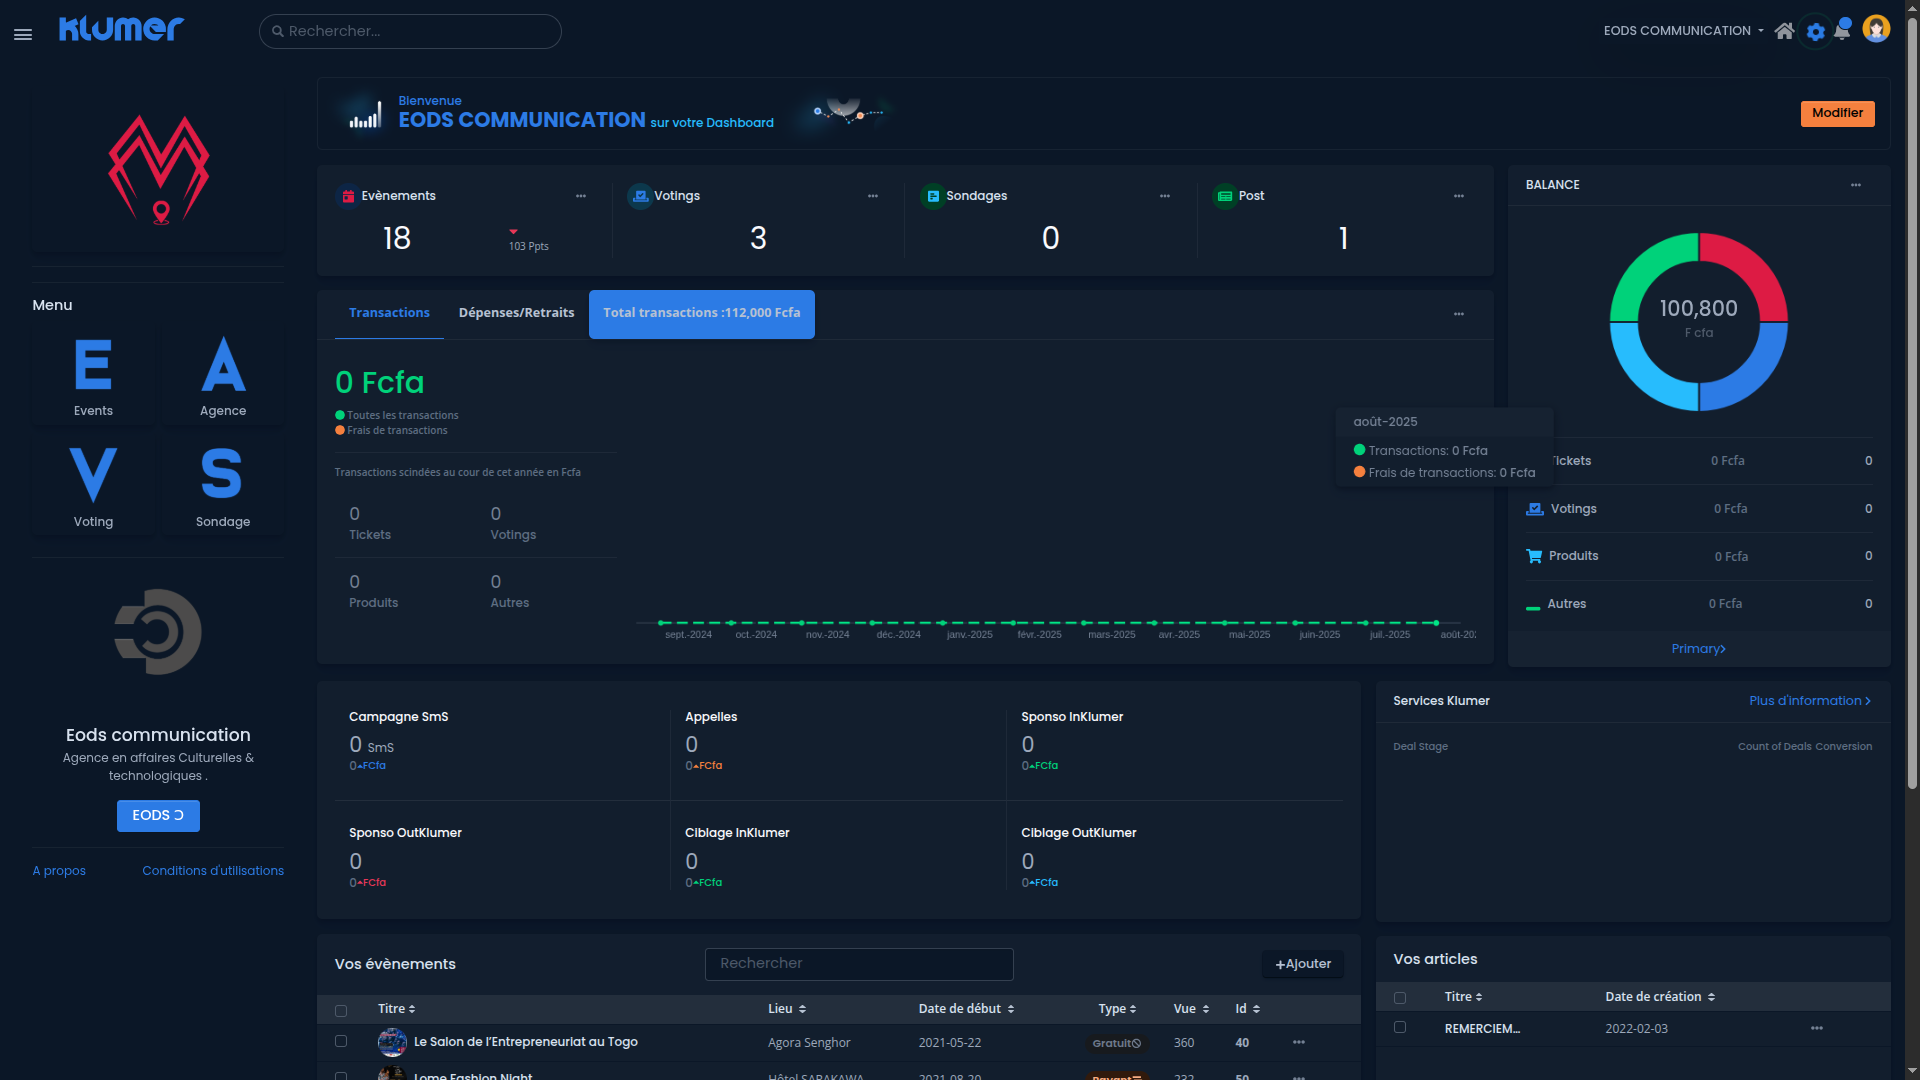 Klumer
Rechercher...
EODS COMMUNICATION
Bienvenue
EODS COMMUNICATION sur votre Dashboard
Modifier
Menu
E
Events
A
Agence
V
Voting
S
Sondage
Eods communication
Agence en affaires Culturelles &
technologiques .
EODS
A propos
Conditions d'utilisations
Evènements
18
103 Ppts
Votings
3
Sondages
0
Post
1
Transactions
Dépenses/Retraits
Total transactions :112,000 Fcfa
0 Fcfa
Toutes les transactions
Frais de transactions
Transactions scindées au cour de cet année en Fcfa
0
Tickets
0
Votings
0
Produits
0
Autres
sept.-2024 oct.-2024 nov.-2024 déc.-2024 janv.-2025 févr.-2025 mars-2025 avr.-2025 mai-2025 juin-2025 juil.-2025
août-2025
Transactions: 0 Fcfa
Frais de transactions: 0 Fcfa
BALANCE
100,800
F cfa
Tickets 0 Fcfa 0
Votings 0 Fcfa 0
Produits 0 Fcfa 0
Autres 0 Fcfa 0
Primary
Campagne SmS
0 SmS
0 FCfa
Appelles
0
0 FCfa
Sponso InKlumer
0
0 FCfa
Sponso OutKlumer
0
0 FCfa
Ciblage InKlumer
0
0 FCfa
Ciblage OutKlumer
0
0 FCfa
Services Klumer
Plus d'information
Deal Stage Count of Deals Conversion
Vos évènements
Rechercher
+Ajouter
Titre Lieu Date de début Type Vue Id
Le Salon de l'Entrepreneuriat au Togo Agora Senghor 2021-05-22 Gratuit 360 40
Lome Fashion Night Hôtel SARAKAWA 2021-08-20 Payant 232 50
Vos articles
Titre Date de création
REMERCIEM... 2022-02-03